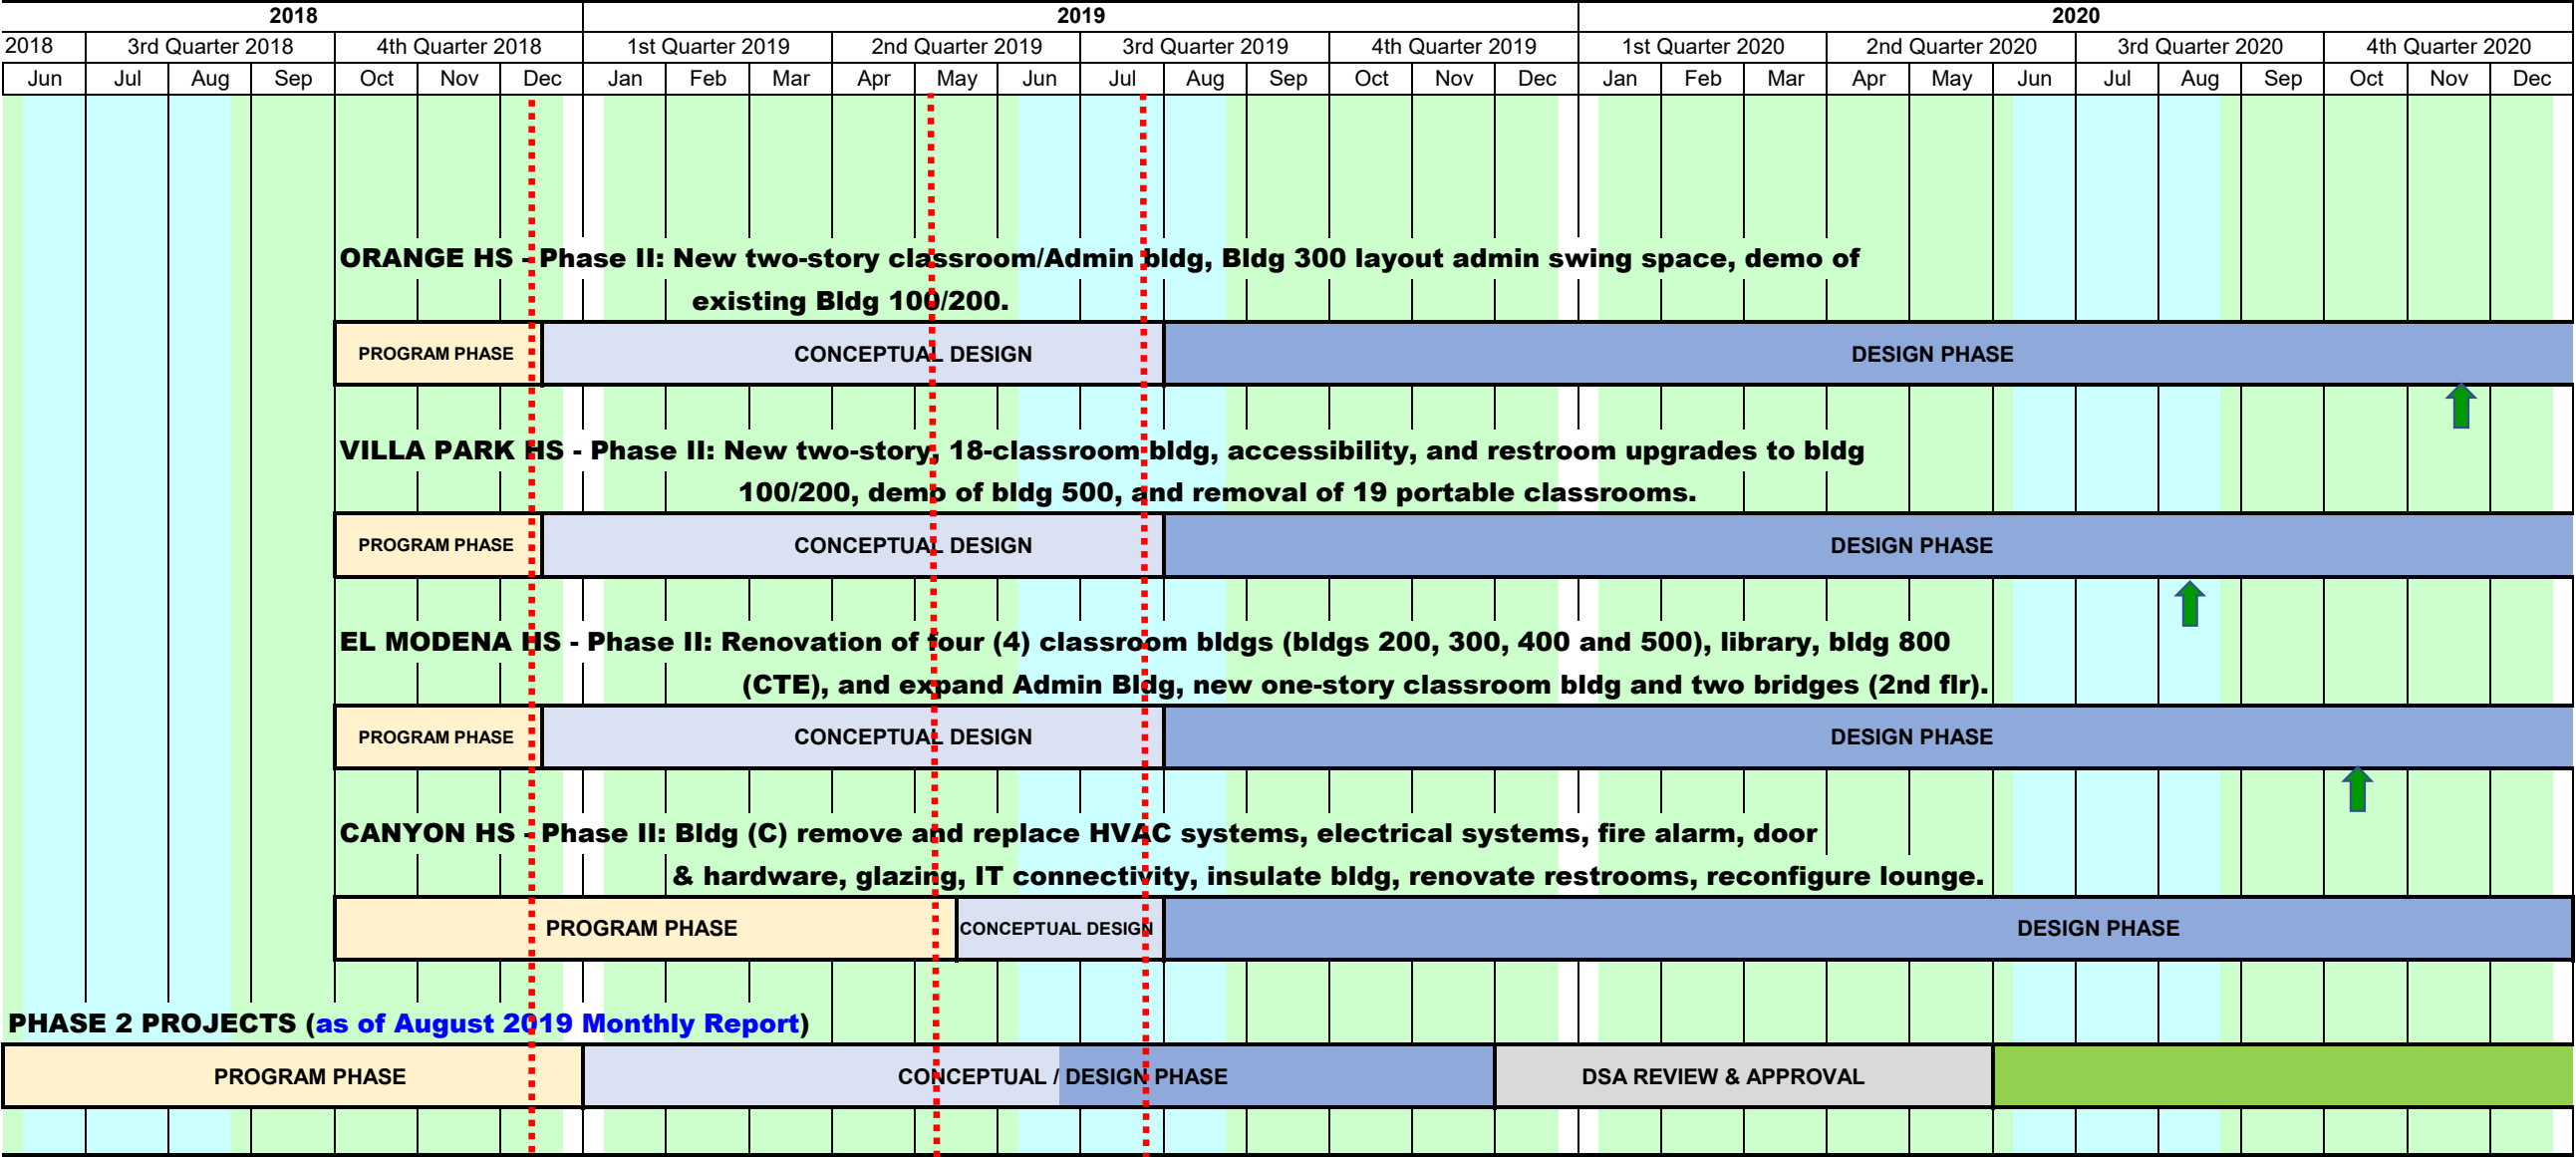 2018 2019 2020
2018 3rd Quarter 2018 4th Quarter 2018 1st Quarter 2019 2nd Quarter 2019 3rd Quarter 2019 4th Quarter 2019 1st Quarter 2020 2nd Quarter 2020 3rd Quarter 2020 4th Quarter 2020
Jun Jul Aug Sep Oct Nov Dec Jan Feb Mar Apr May Jun Jul Aug Sep Oct Nov Dec Jan Feb Mar Apr May Jun Jul Aug Sep Oct Nov Dec
ORANGE HS - Phase II: New two-story classroom/Admin bldg, Bldg 300 layout admin swing space, demo of
existing Bldg 100/200.
PROGRAM PHASE CONCEPTUAL DESIGN DESIGN PHASE
VILLA PARK HS - Phase II: New two-story, 18-classroom bldg, accessibility, and restroom upgrades to bldg
100/200, demo of bldg 500, and removal of 19 portable classrooms.
PROGRAM PHASE CONCEPTUAL DESIGN DESIGN PHASE
EL MODENA HS - Phase II: Renovation of four (4) classroom bldgs (bldgs 200, 300, 400 and 500), library, bldg 800
(CTE), and expand Admin Bldg, new one-story classroom bldg and two bridges (2nd flr).
PROGRAM PHASE CONCEPTUAL DESIGN DESIGN PHASE
CANYON HS - Phase II: Bldg (C) remove and replace HVAC systems, electrical systems, fire alarm, door
& hardware, glazing, IT connectivity, insulate bldg, renovate restrooms, reconfigure lounge.
PROGRAM PHASE CONCEPTUAL DESIGN DESIGN PHASE
PHASE 2 PROJECTS (as of August 2019 Monthly Report)
PROGRAM PHASE CONCEPTUAL / DESIGN PHASE DSA REVIEW & APPROVAL